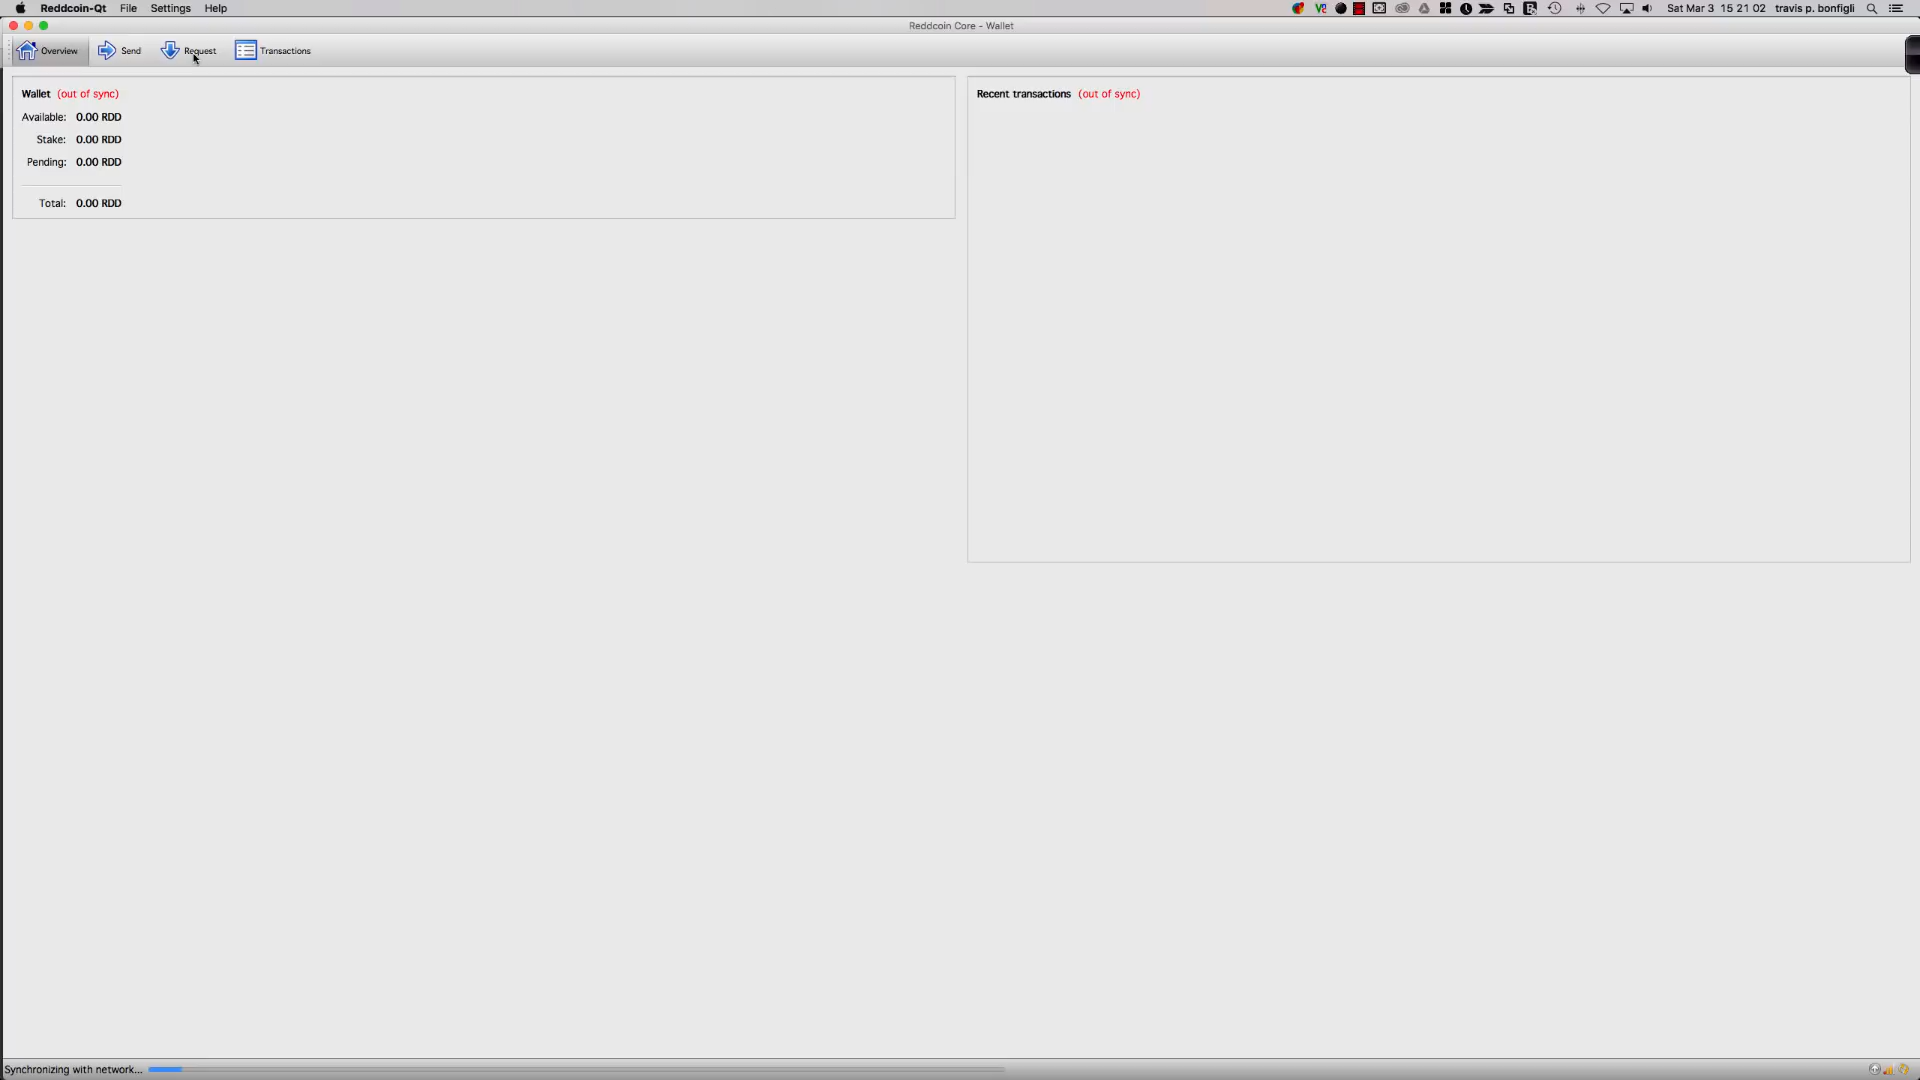 Reddcoin-Qt File Settings Help Sat Mar 3 15 21 02 travis p. bonfigli
Reddcoin Core - Wallet
Overview Send Request Transactions
Wallet (out of sync) Recent transactions (out of sync)
Available: 0.00 RDD
Stake: 0.00 RDD
Pending: 0.00 RDD
Total: 0.00 RDD
Synchronizing with network...